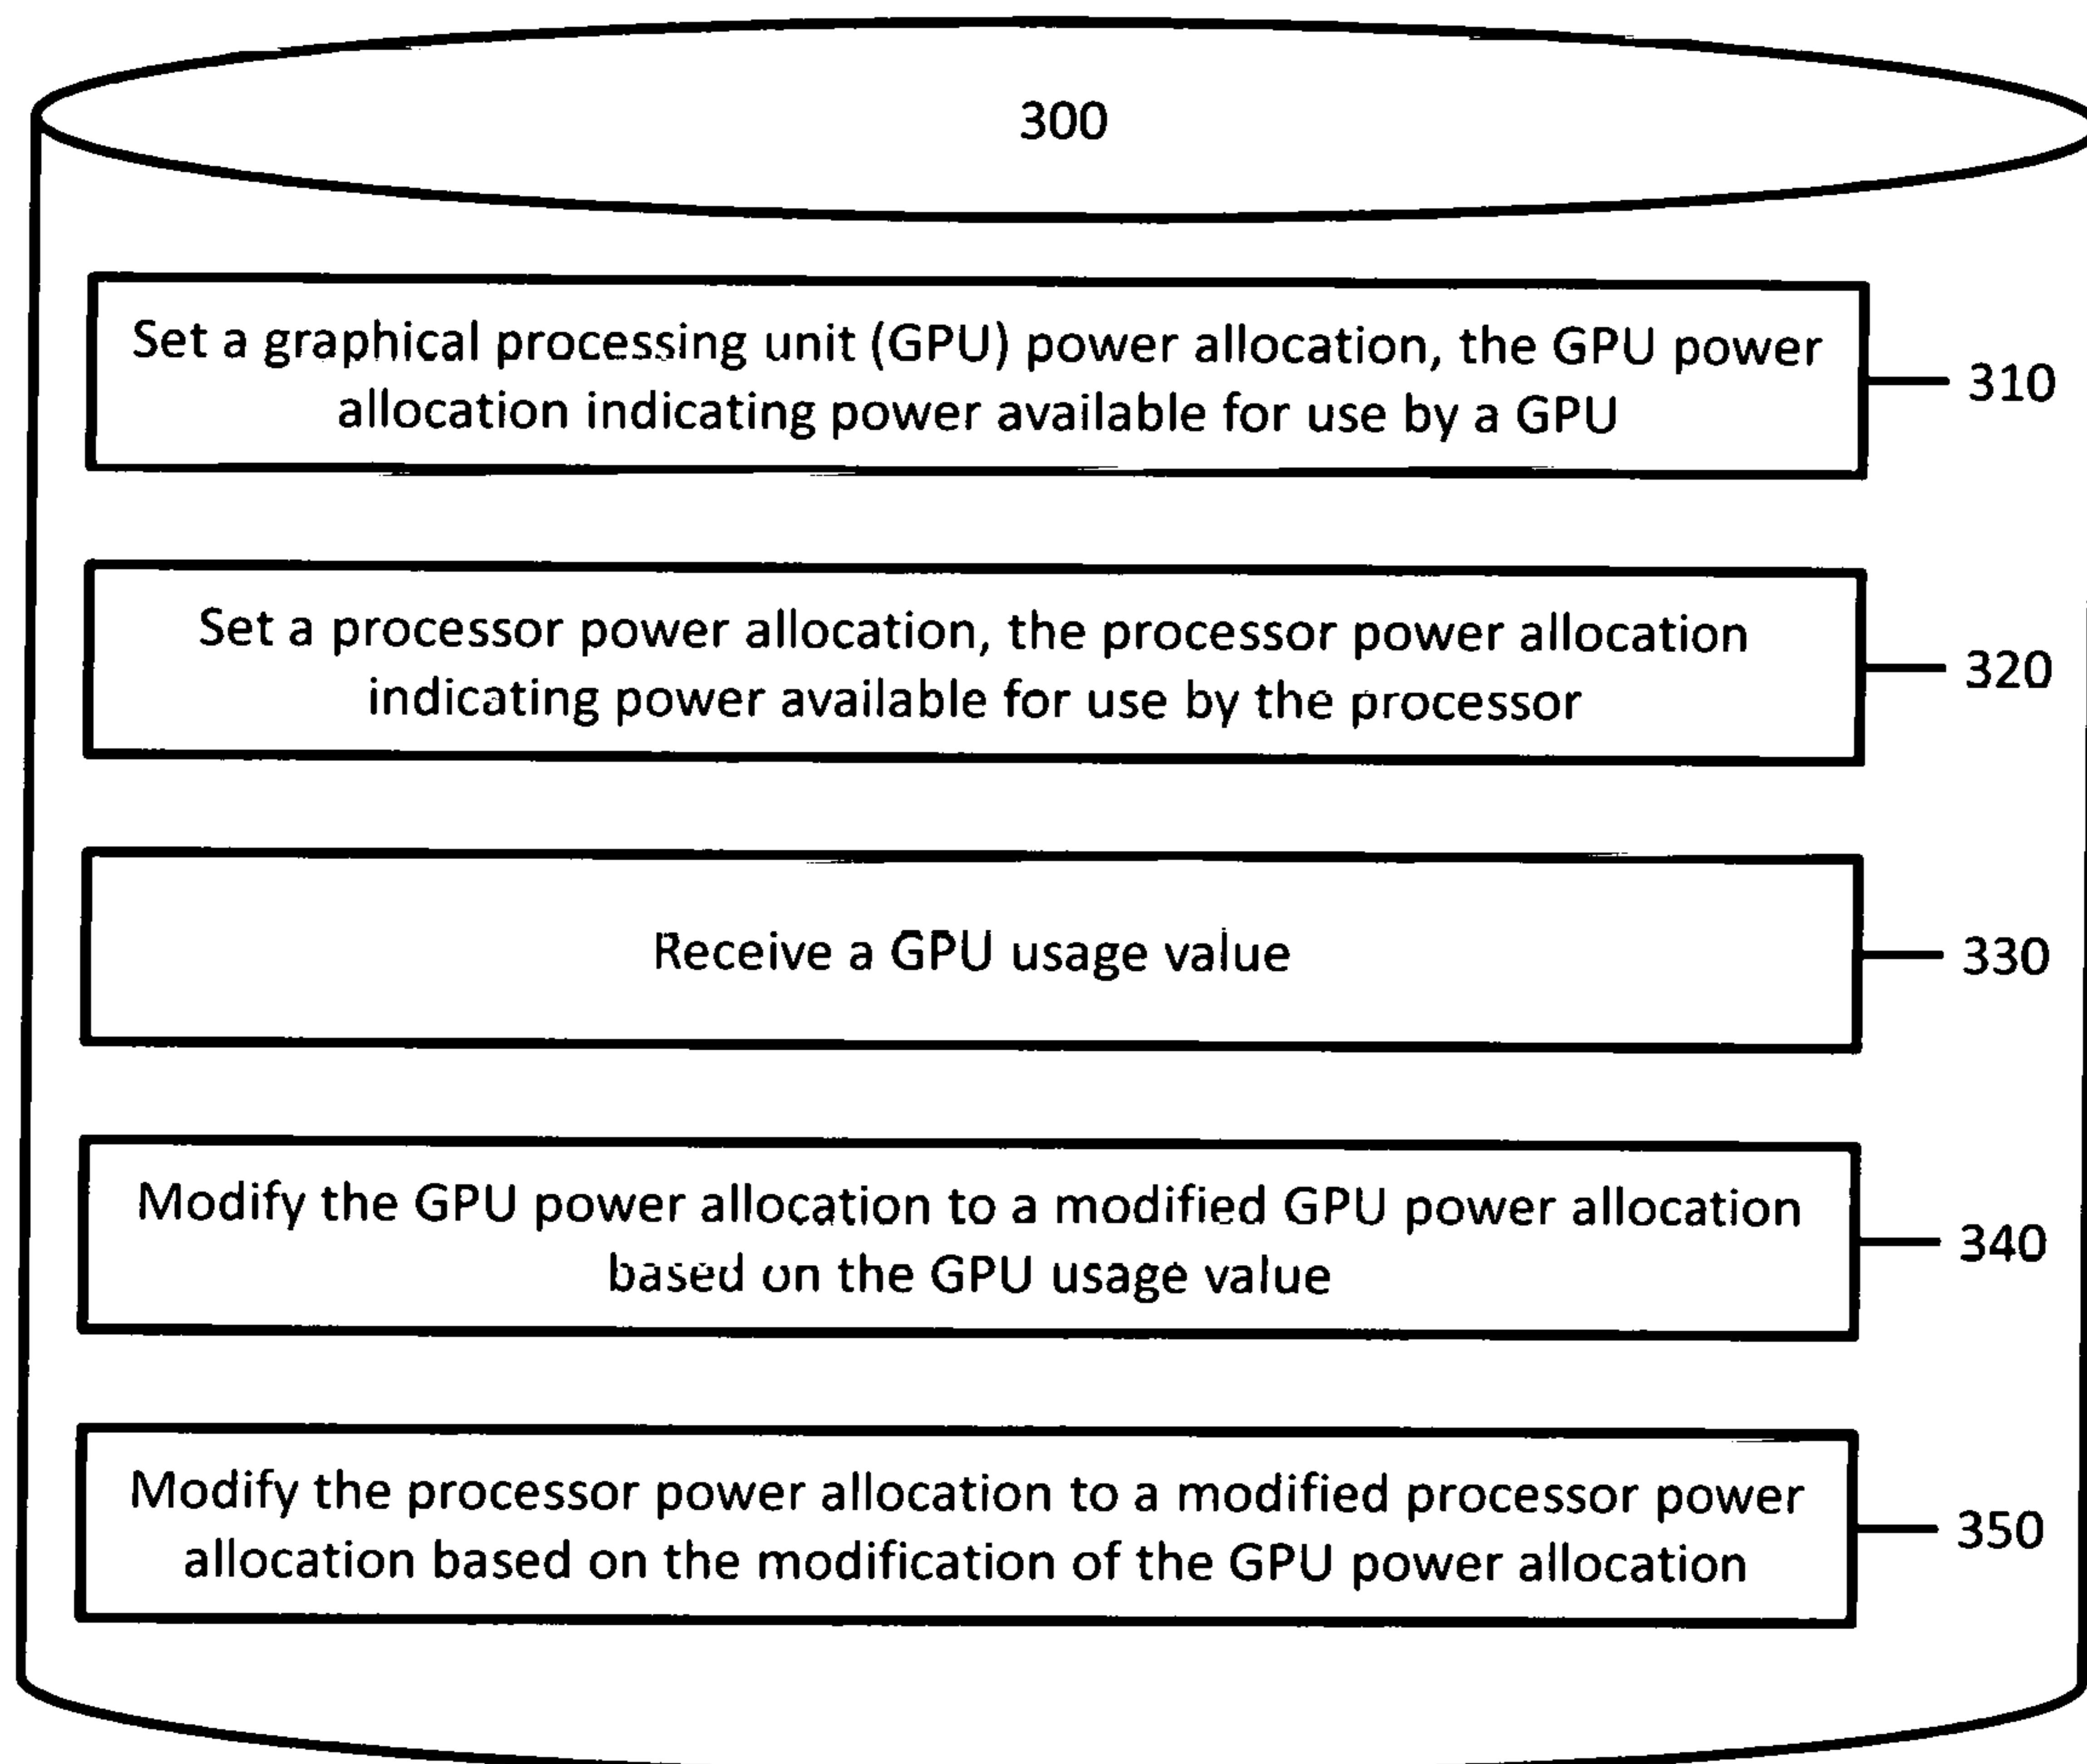 300
Set a graphical processing unit (GPU) power allocation, the GPU power
allocation indicating power available for use by a GPU
310
Set a processor power allocation, the processor power allocation
indicating power available for use by the processor
320
Receive a GPU usage value
330
Modify the GPU power allocation to a modified GPU power allocation
based on the GPU usage value
340
Modify the processor power allocation to a modified processor power
allocation based on the modification of the GPU power allocation
350